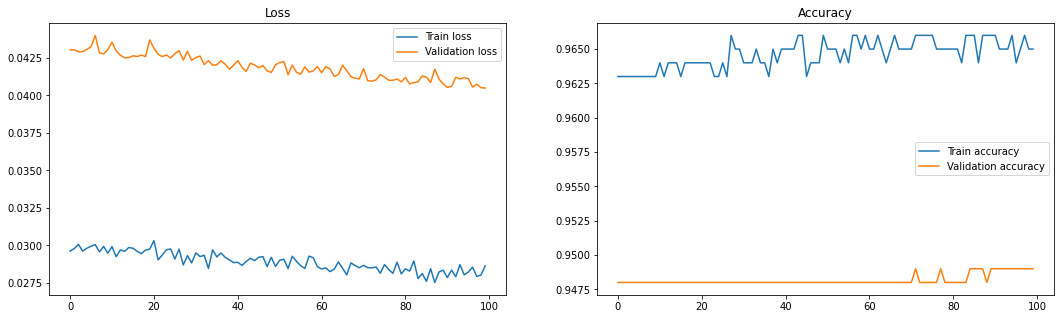 Loss
Train loss
Validation loss
0.0425
0.0400
0.0375
0.0350
0.0325
0.0300
0.0275
0 20 40 60 80 100
Accuracy
Train accuracy
Validation accuracy
0.9650
0.9625
0.9600
0.9575
0.9550
0.9525
0.9500
0.9475
0 20 40 60 80 100